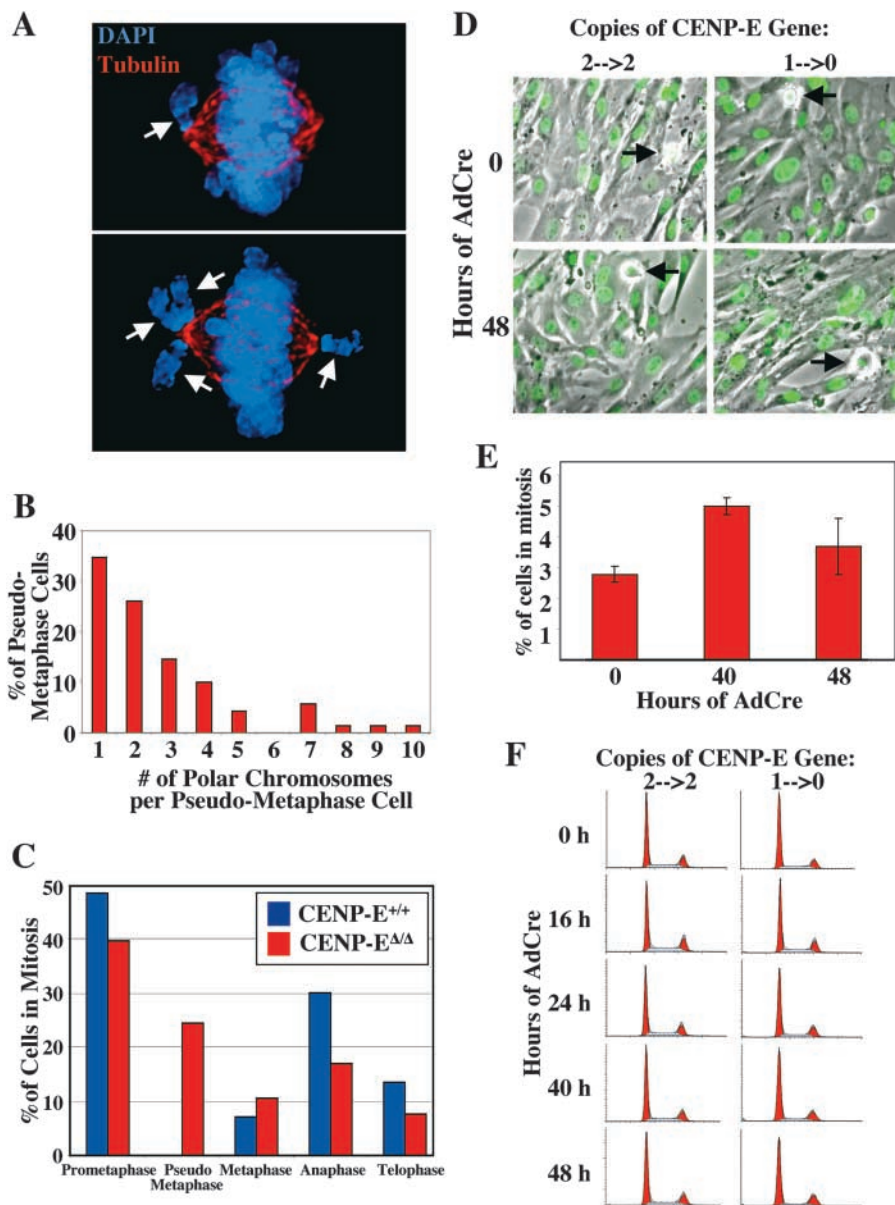 A
DAPI
Tubulin
B
40
30
20
10
0
% of Pseudo-
Metaphase Cells
1 2 3 4 5 6 7 8 9 10
# of Polar Chromosomes
per Pseudo-Metaphase Cell
C
50
40
30
20
10
0
% of Cells in Mitosis
CENP-E+/+
CENP-EΔ/Δ
Prometaphase Pseudo Metaphase Anaphase Telophase
Metaphase
D
Copies of CENP-E Gene:
2-->2 1-->0
Hours of AdCre
0
48
E
6
5
4
3
2
1
% of cells in mitosis
0 40 48
Hours of AdCre
F
Copies of CENP-E Gene:
2-->2 1-->0
Hours of AdCre
0 h
16 h
24 h
40 h
48 h